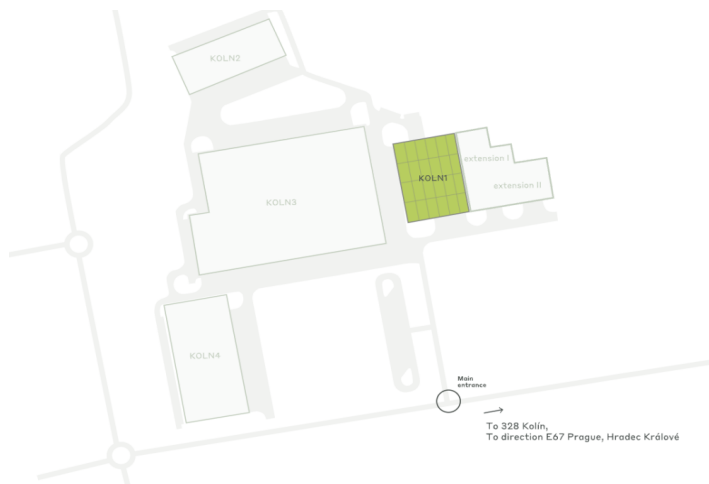 KOLN2
extension I
KOLN1
extension II
KOLN3
KOLN4
Main
entrance
To 328 Kolín,
To direction E67 Prague, Hradec Králové